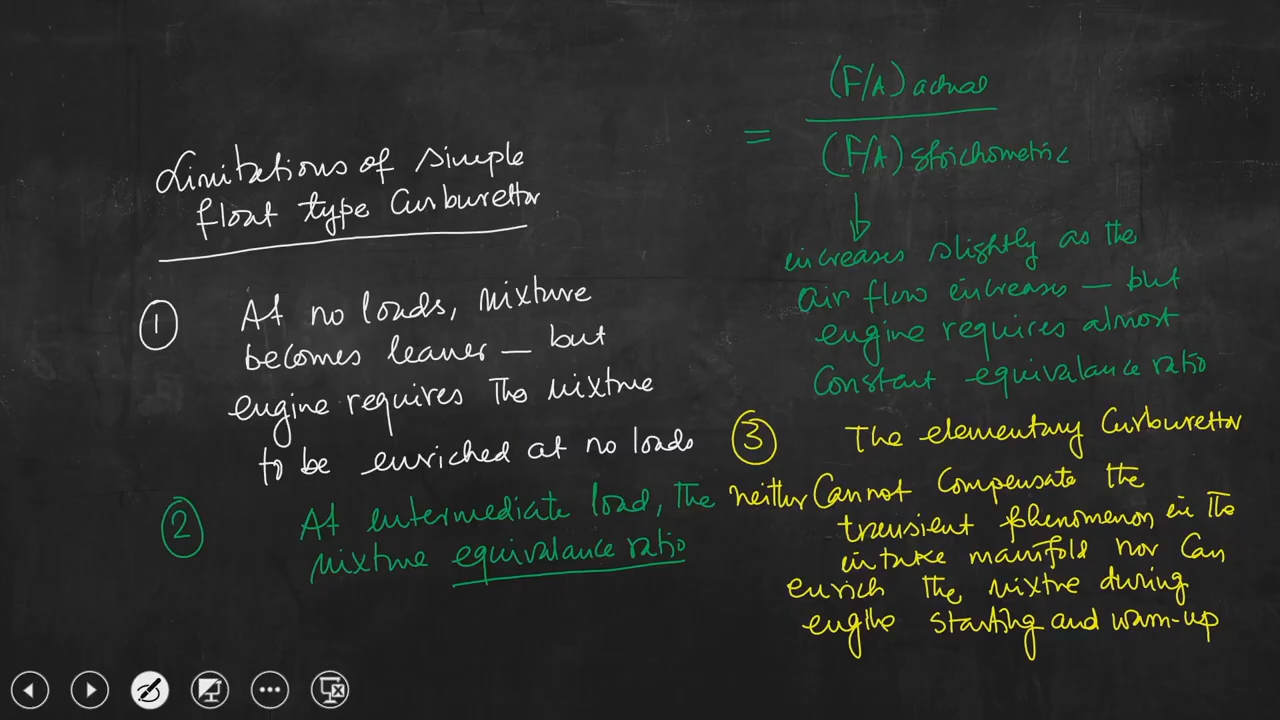 Limitations of simple
float type Carburettor
① At no loads, mixture
becomes leaner — but
engine requires the mixture
to be enriched at no loads
② At intermediate load, the
mixture equivalance ratio
= (F/A) actual
(F/A) stoichometric
↓
increases slightly as the
air flow increases — but
engine requires almost
Constant equivalance ratio
③ The elementary Carburettor
neither Cannot compensate the
transient phenomenon in the
intake manifold nor Can
enrich the mixtre during
engine starting and warm-up